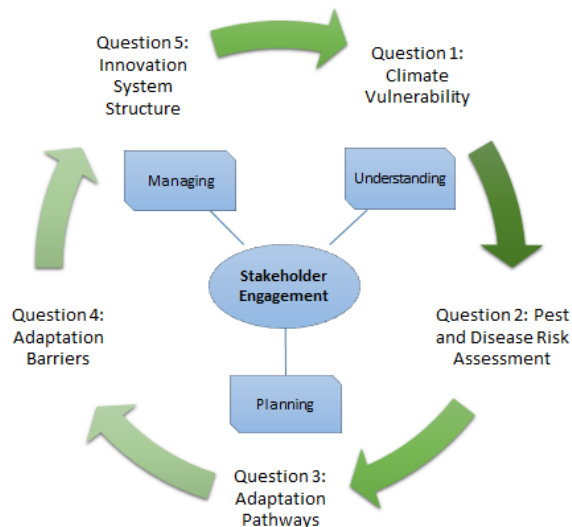 Question 5:
Innovation
System
Structure
Question 1:
Climate
Vulnerability
Managing
Understanding
Stakeholder
Engagement
Question 4:
Adaptation
Barriers
Question 2: Pest
and Disease Risk
Assessment
Planning
Question 3:
Adaptation
Pathways